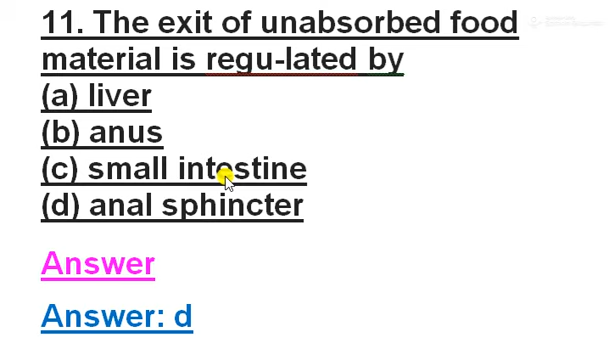 11. The exit of unabsorbed food
material is regu-lated by
(a) liver
(b) anus
(c) small intestine
(d) anal sphincter
Answer
Answer: d